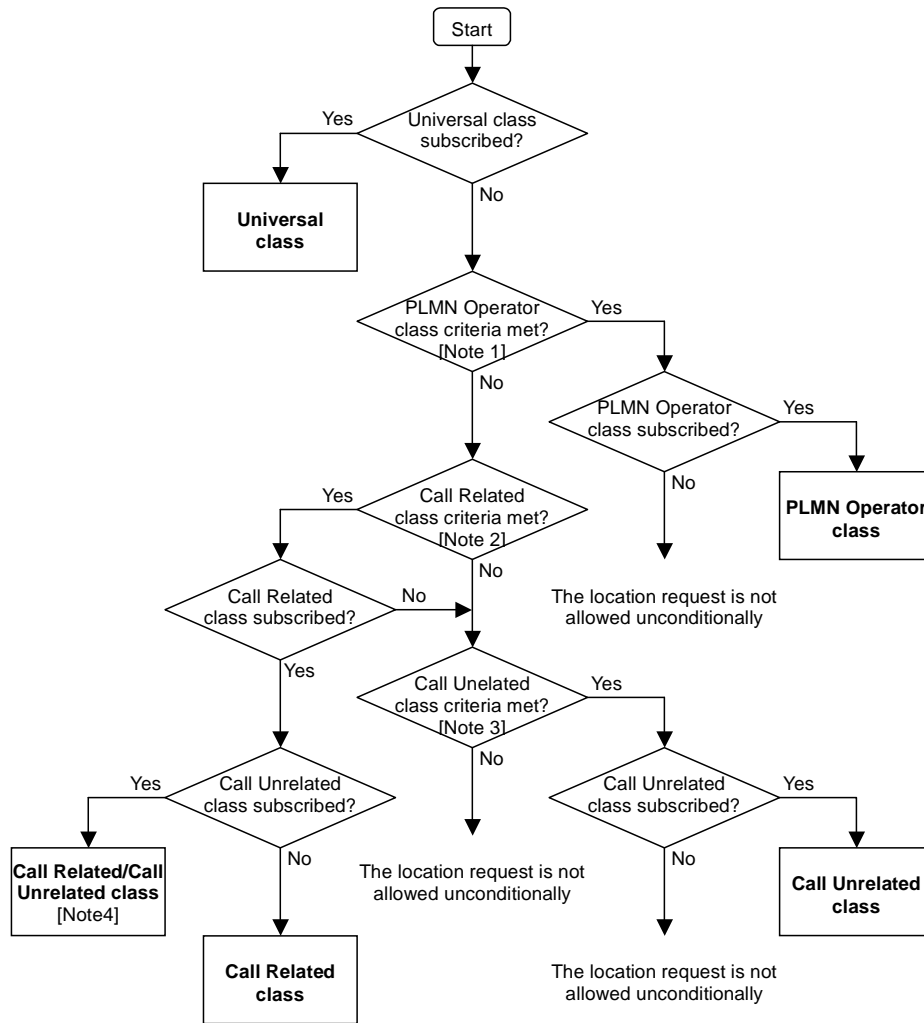 Start
Universal class
subscribed?
Yes
No
Universal
class
PLMN Operator
class criteria met?
[Note 1]
Yes
No
PLMN Operator
class subscribed?
Yes
No
PLMN Operator
class
The location request is not
allowed unconditionally
Call Related
class criteria met?
[Note 2]
Yes
No
Call Related
class subscribed?
No
Yes
Call Unelated
class criteria met?
[Note 3]
Yes
No
The location request is not
allowed unconditionally
Call Unrelated
class subscribed?
Yes
No
Call Related/Call
Unrelated class
[Note4]
Call Related
class
Call Unrelated
class subscribed?
Yes
No
Call Unrelated
class
The location request is not
allowed unconditionally